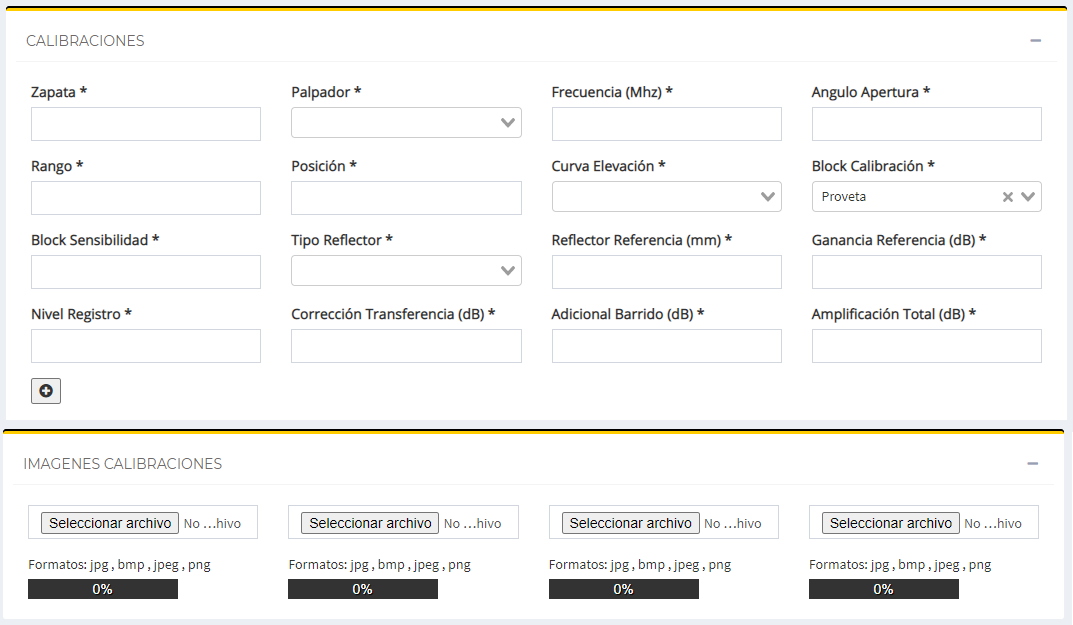 CALIBRACIONES
Zapata * Palpador * Frecuencia (Mhz) * Angulo Apertura *
Rango * Posición * Curva Elevación * Block Calibración *
Proveta
Block Sensibilidad * Tipo Reflector * Reflector Referencia (mm) * Ganancia Referencia (dB) *
Nivel Registro * Corrección Transferencia (dB) * Adicional Barrido (dB) * Amplificación Total (dB) *
IMAGENES CALIBRACIONES
Seleccionar archivo No ...hivo Seleccionar archivo No ...hivo Seleccionar archivo No ...hivo Seleccionar archivo No ...hivo
Formatos: jpg , bmp , jpeg , png Formatos: jpg , bmp , jpeg , png Formatos: jpg , bmp , jpeg , png Formatos: jpg , bmp , jpeg , png
0% 0% 0% 0%